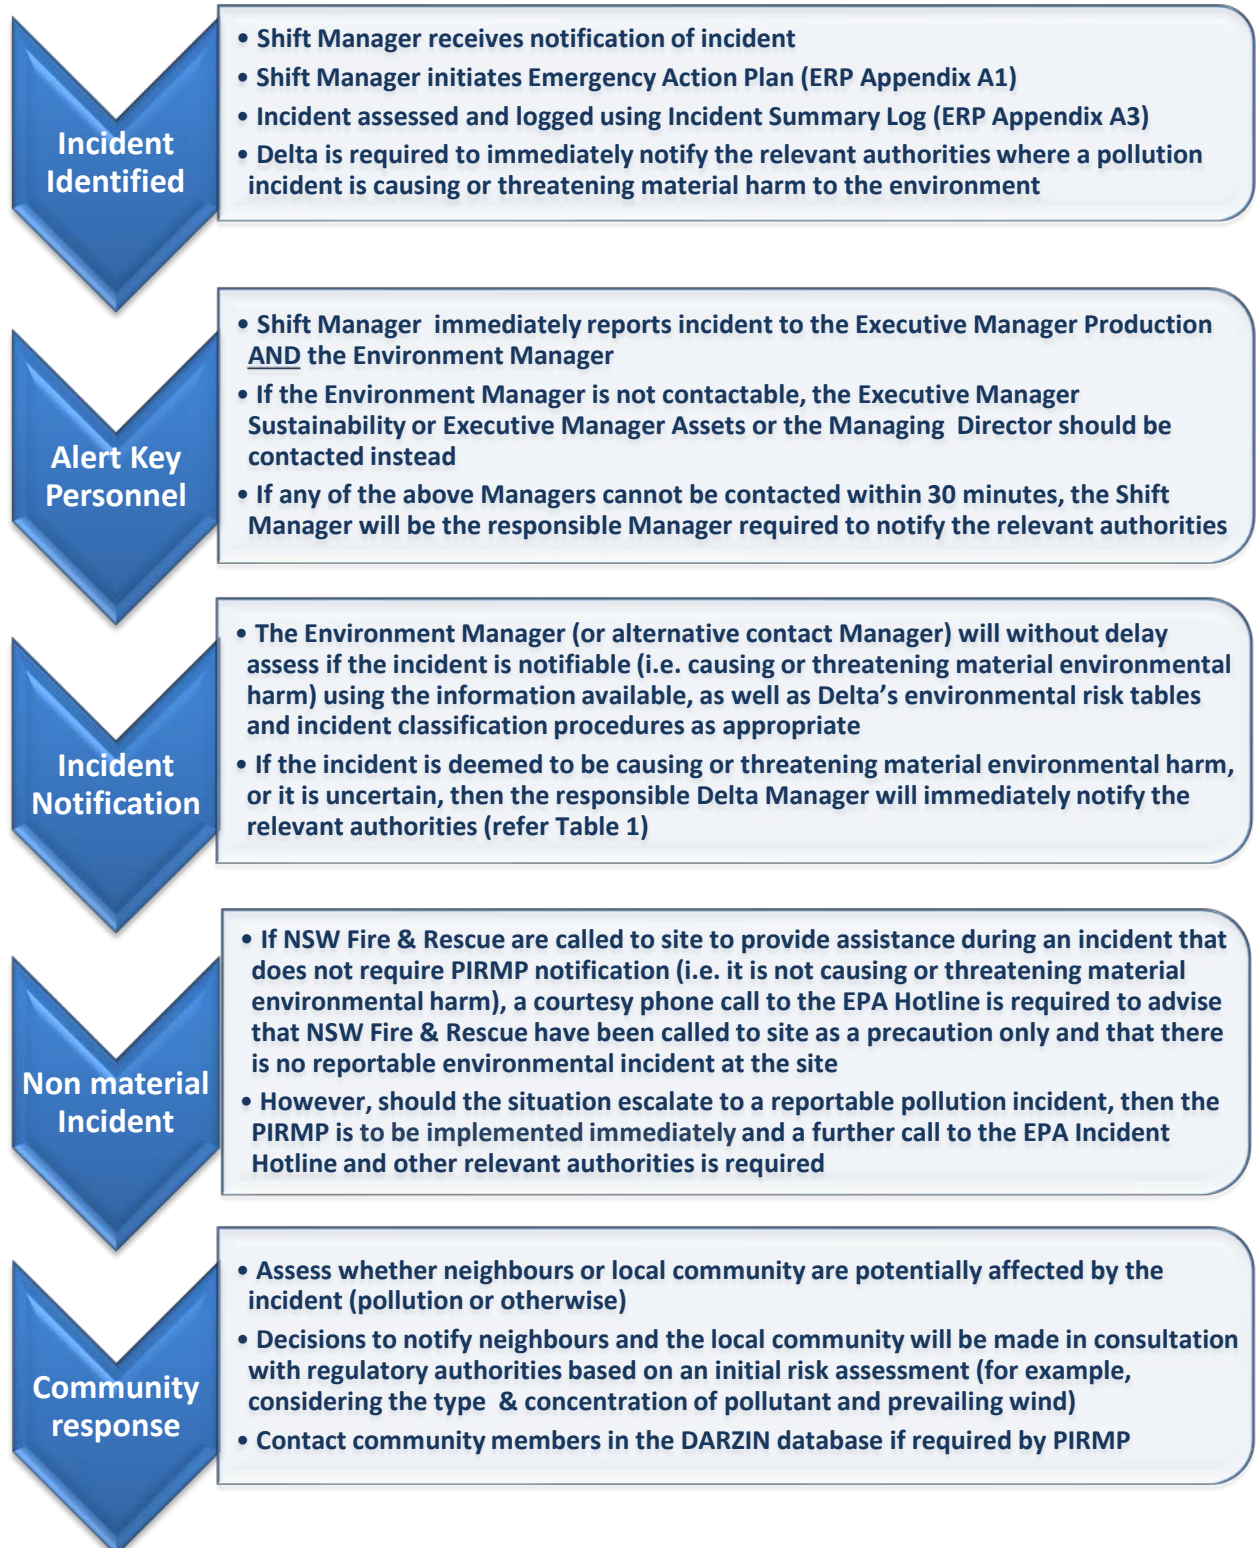 Incident
Identified
• Shift Manager receives notification of incident
• Shift Manager initiates Emergency Action Plan (ERP Appendix A1)
• Incident assessed and logged using Incident Summary Log (ERP Appendix A3)
• Delta is required to immediately notify the relevant authorities where a pollution
incident is causing or threatening material harm to the environment
Alert Key
Personnel
• Shift Manager immediately reports incident to the Executive Manager Production
AND the Environment Manager
• If the Environment Manager is not contactable, the Executive Manager
Sustainability or Executive Manager Assets or the Managing Director should be
contacted instead
• If any of the above Managers cannot be contacted within 30 minutes, the Shift
Manager will be the responsible Manager required to notify the relevant authorities
Incident
Notification
• The Environment Manager (or alternative contact Manager) will without delay
assess if the incident is notifiable (i.e. causing or threatening material environmental
harm) using the information available, as well as Delta's environmental risk tables
and incident classification procedures as appropriate
• If the incident is deemed to be causing or threatening material environmental harm,
or it is uncertain, then the responsible Delta Manager will immediately notify the
relevant authorities (refer Table 1)
Non material
Incident
• If NSW Fire & Rescue are called to site to provide assistance during an incident that
does not require PIRMP notification (i.e. it is not causing or threatening material
environmental harm), a courtesy phone call to the EPA Hotline is required to advise
that NSW Fire & Rescue have been called to site as a precaution only and that there
is no reportable environmental incident at the site
• However, should the situation escalate to a reportable pollution incident, then the
PIRMP is to be implemented immediately and a further call to the EPA Incident
Hotline and other relevant authorities is required
Community
response
• Assess whether neighbours or local community are potentially affected by the
incident (pollution or otherwise)
• Decisions to notify neighbours and the local community will be made in consultation
with regulatory authorities based on an initial risk assessment (for example,
considering the type & concentration of pollutant and prevailing wind)
• Contact community members in the DARZIN database if required by PIRMP